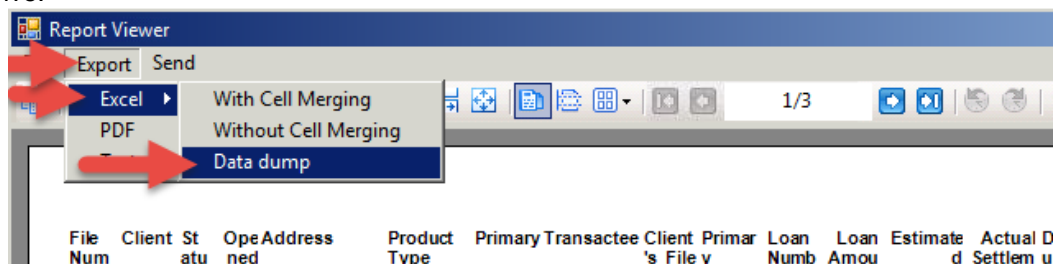 Report Viewer
Export Send
Excel With Cell Merging
1/3
PDF Without Cell Merging
Data dump
File Client St Ope Address Product Primary Transactee Client Primar Loan Loan Estimate Actual D
Num atu ned Type 's File y Numb Amou d Settlem u